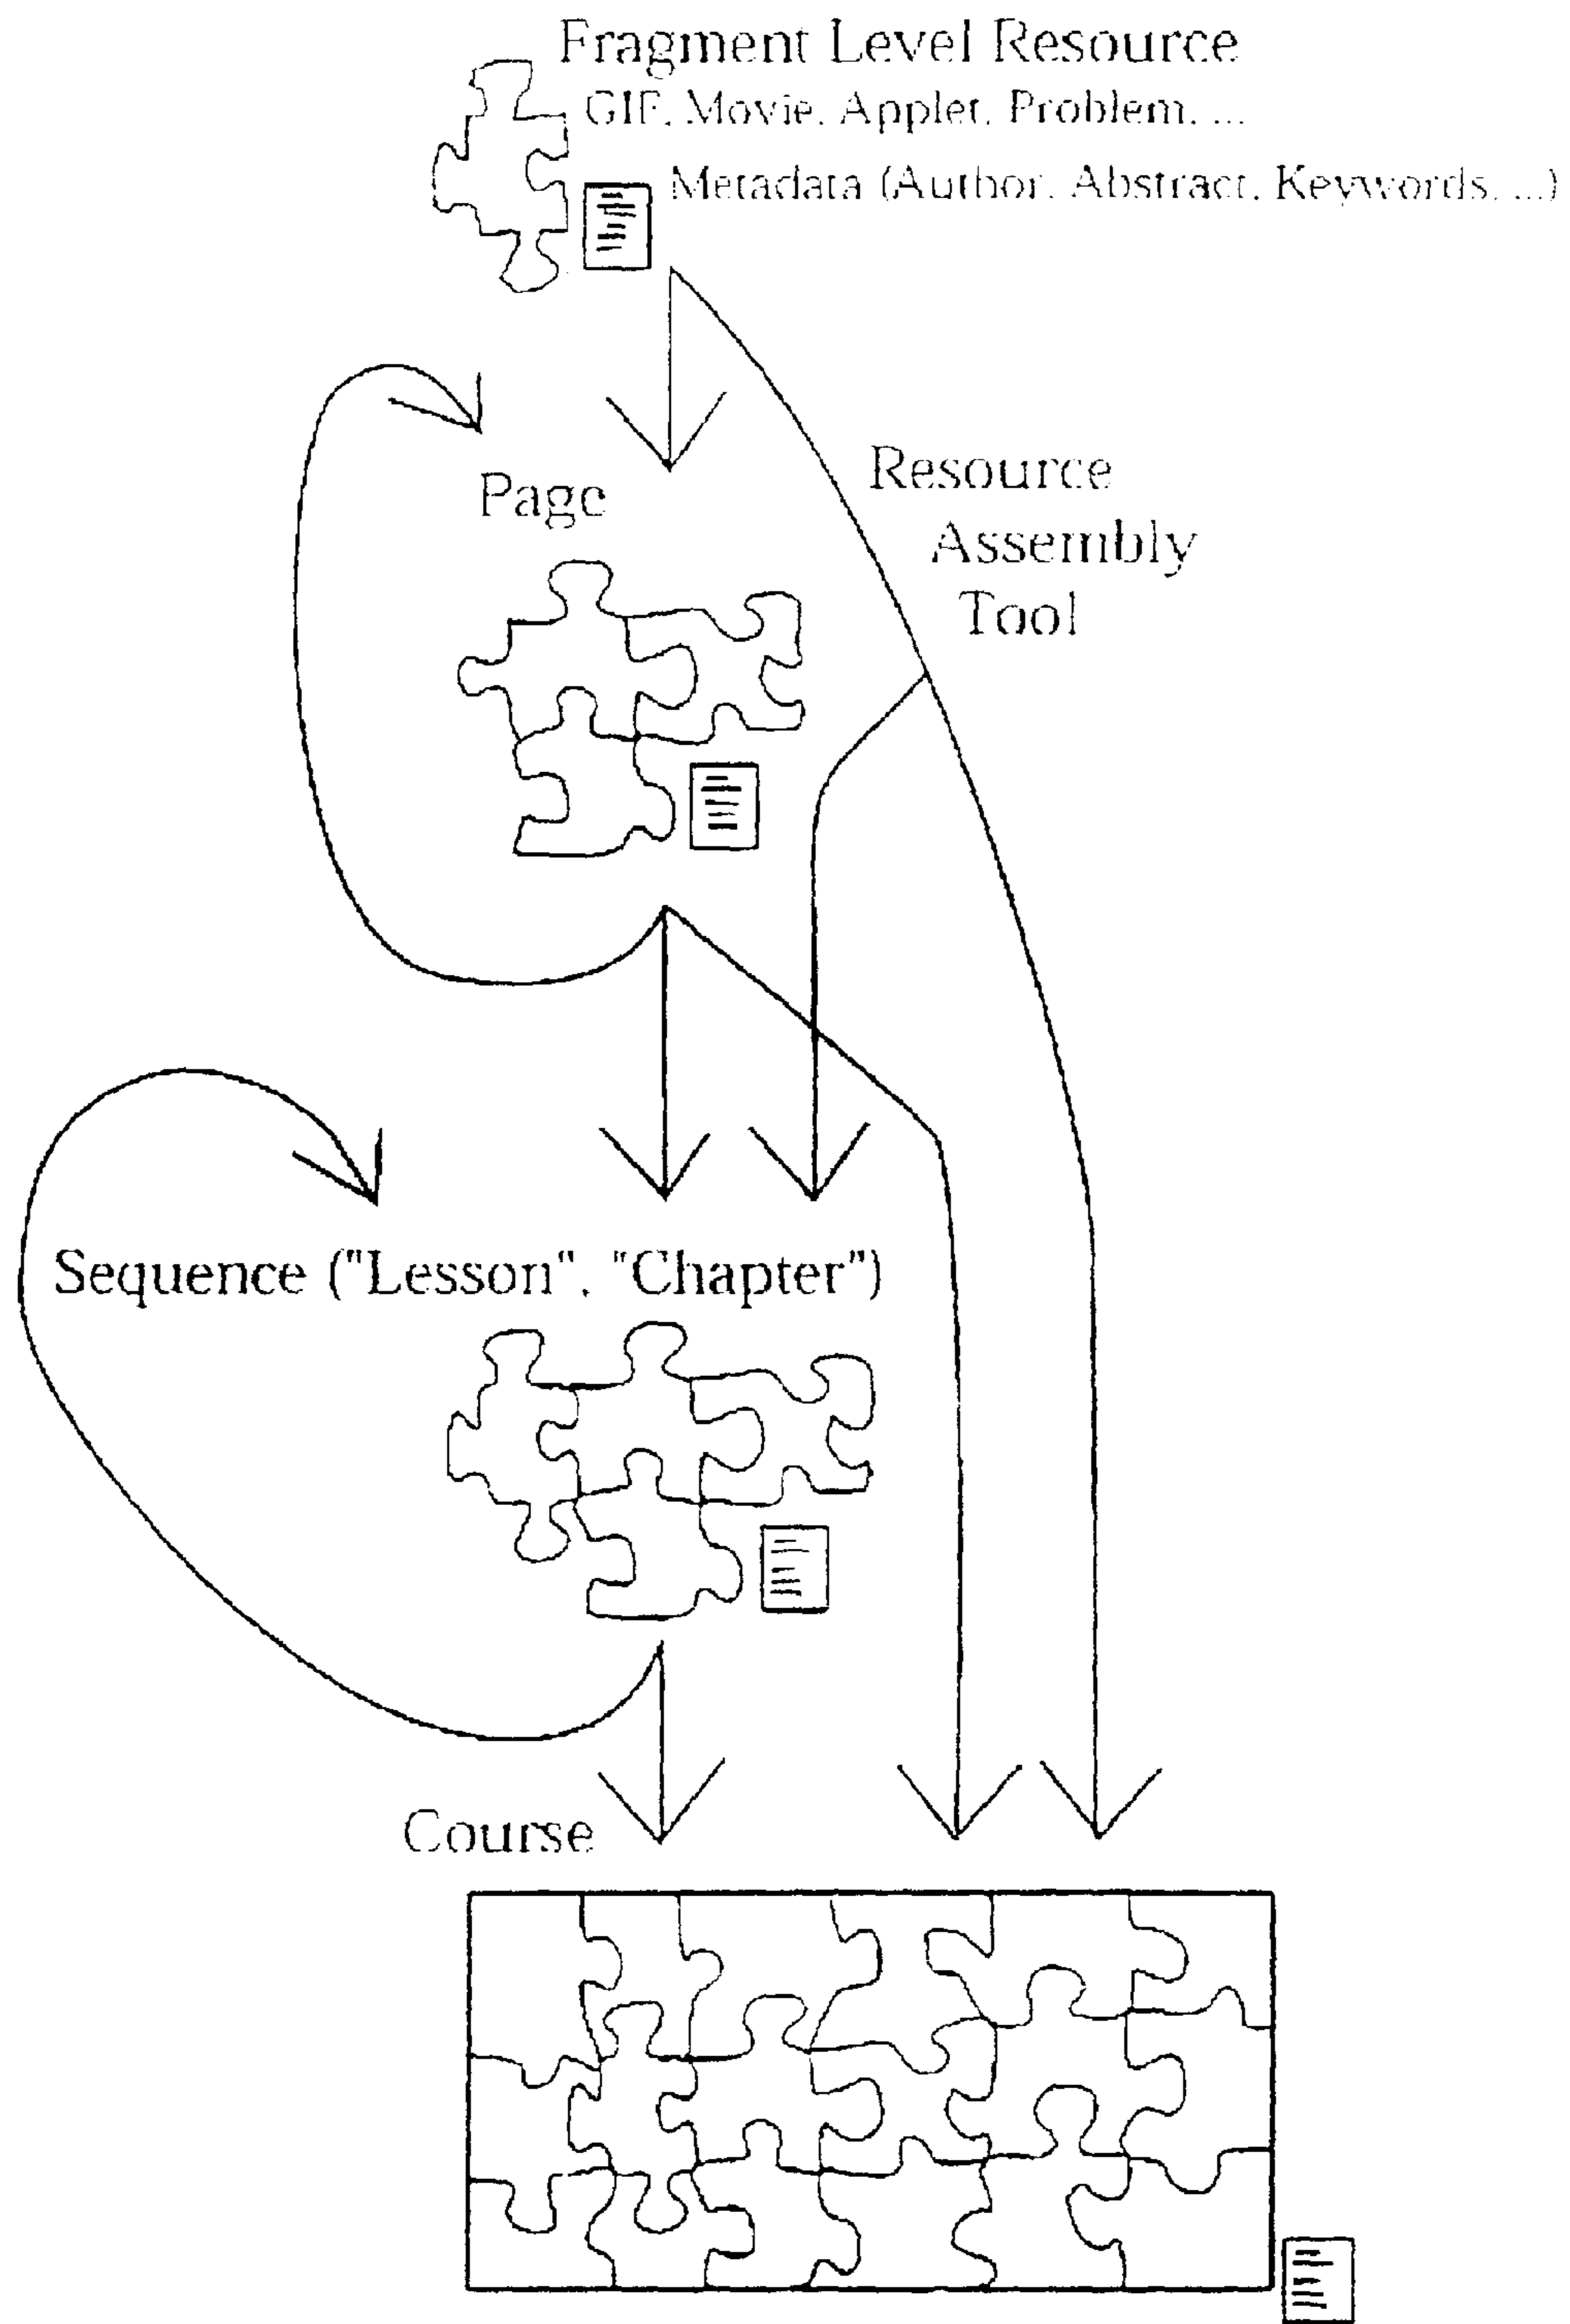 Fragment Level Resource
GIF, Movie, Applet, Problem, ...
Metadata (Author, Abstract, Keywords, ...)
Page
Resource
Assembly
Tool
Sequence ("Lesson", "Chapter")
Course